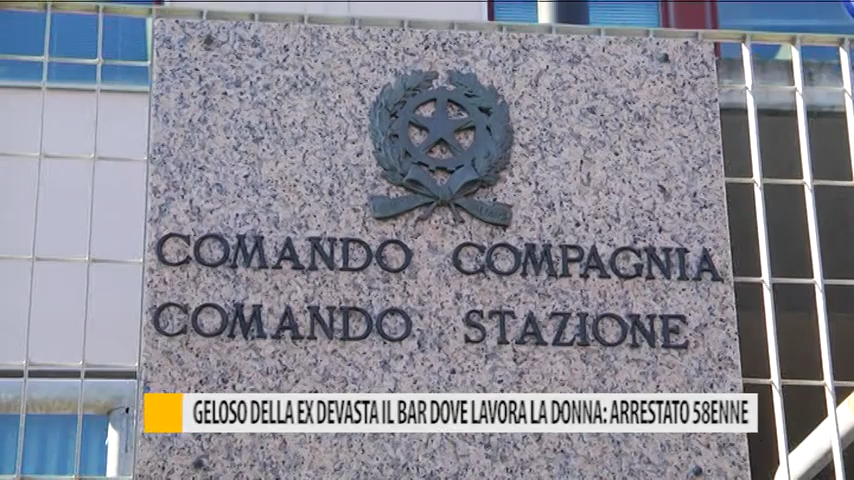 COMANDO COMPAGNIA
COMANDO STAZIONE
GELOSO DELLA EX DEVASTA IL BAR DOVE LAVORA LA DONNA: ARRESTATO 58ENNE